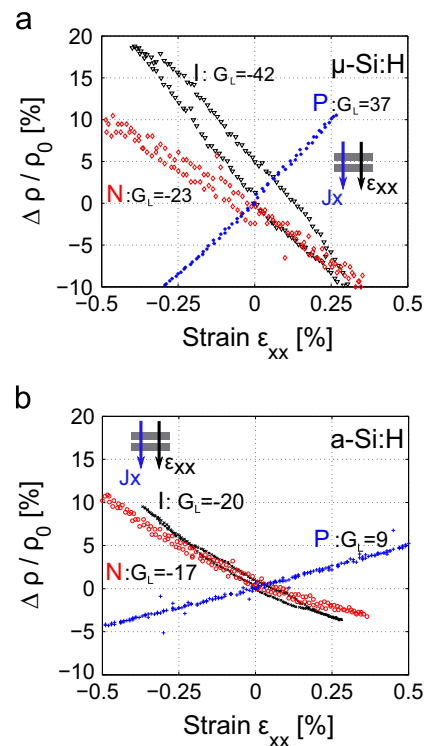 a
20
15
10
5
0
−5
−10
Δ ρ / ρ0 [%]
I: GL=-42
μ-Si:H
P:GL=37
N:GL=-23
Jx
εxx
−0.5
−0.25
0
0.25
0.5
Strain εxx [%]
b
20
15
10
5
0
−5
−10
Δ ρ / ρ0 [%]
Jx
εxx
a-Si:H
I: GL=-20
P:GL=9
N:GL=-17
−0.5
−0.25
0
0.25
0.5
Strain εxx [%]